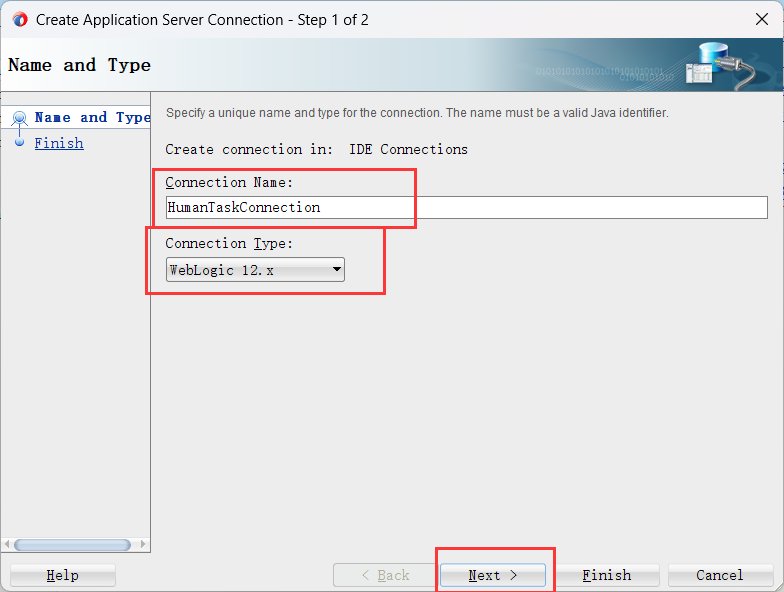 Create Application Server Connection - Step 1 of 2
Name and Type
Name and Type
Finish
Specify a unique name and type for the connection. The name must be a valid Java identifier.
Create connection in: IDE Connections
Connection Name:
HumanTaskConnection
Connection Type:
WebLogic 12.x
Help
< Back
Next >
Finish
Cancel